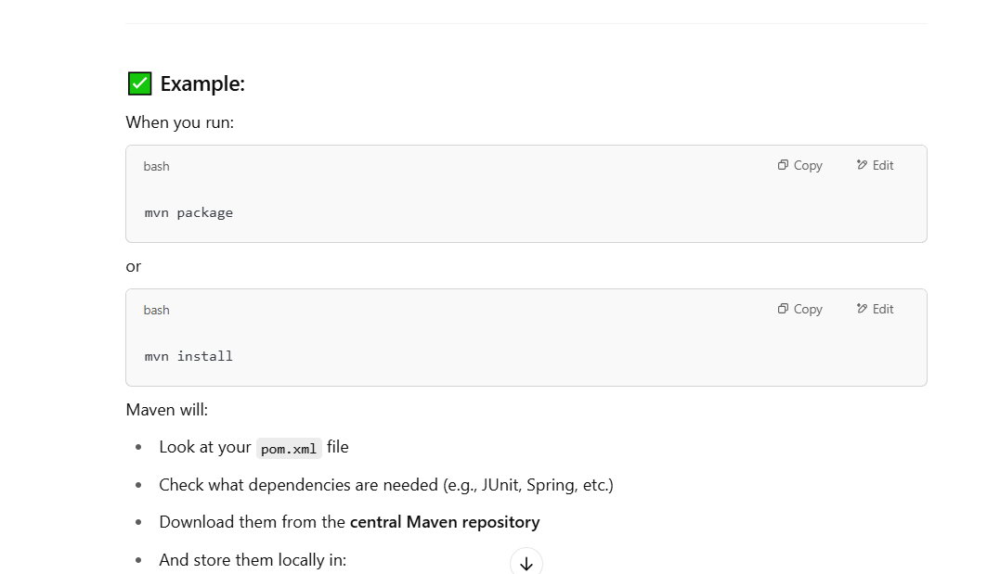 ✅ Example:
When you run:
bash
Copy
Edit
mvn package
or
bash
Copy
Edit
mvn install
Maven will:
• Look at your pom.xml file
• Check what dependencies are needed (e.g., JUnit, Spring, etc.)
• Download them from the central Maven repository
• And store them locally in: